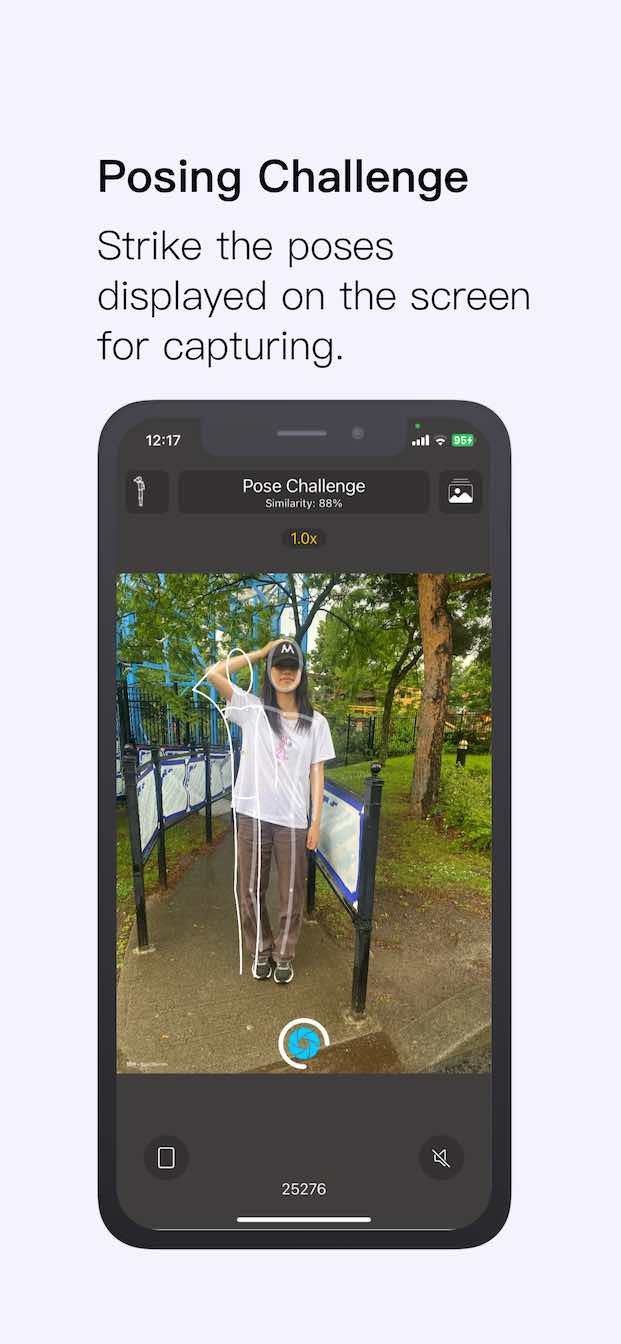 Posing Challenge
Strike the poses
displayed on the screen
for capturing.
12:17
95
Pose Challenge
Similarity: 88%
1.0x
M
25276